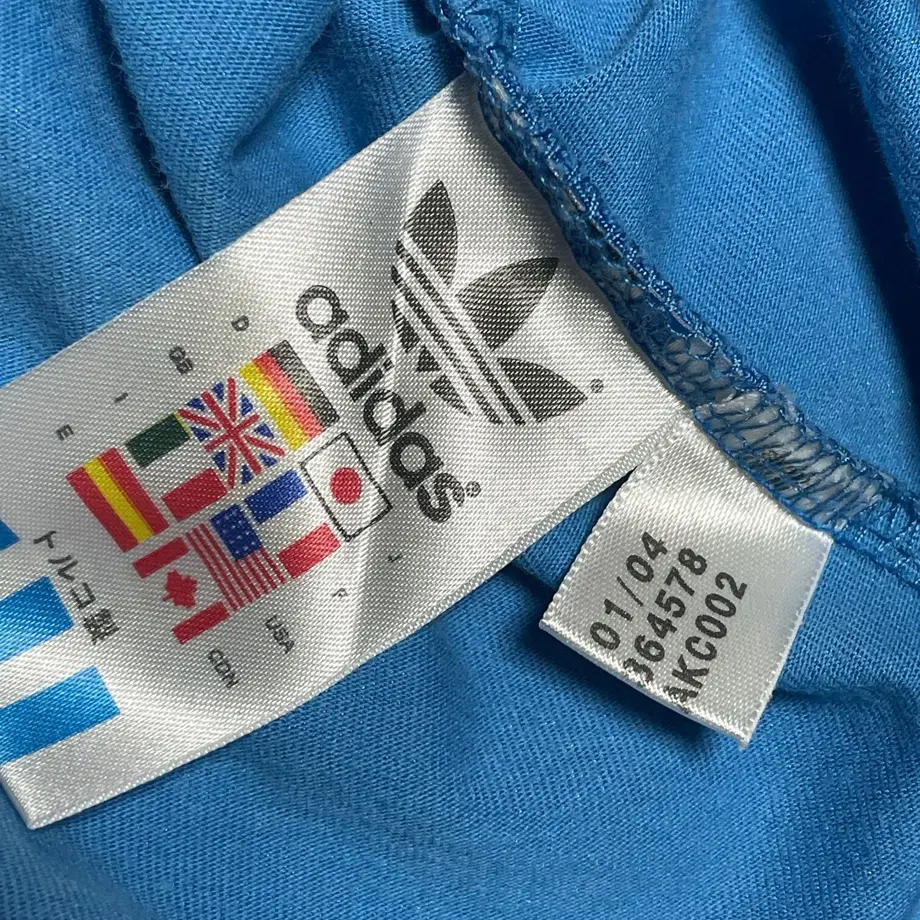 ®
adidas®
D
GB
I
E
J
F
USA
CDN
トルコ製
01/04
364578
AKC002